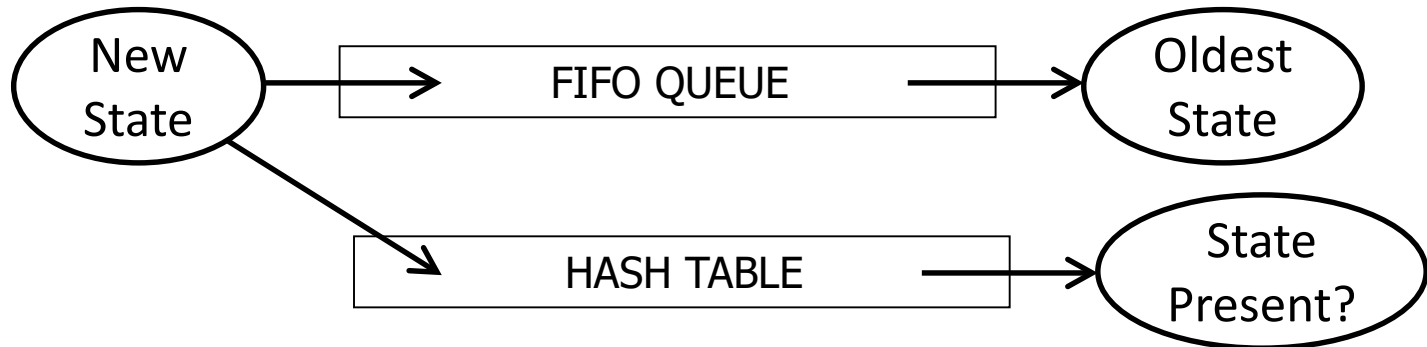 New
State
FIFO QUEUE
Oldest
State
HASH TABLE
State
Present?